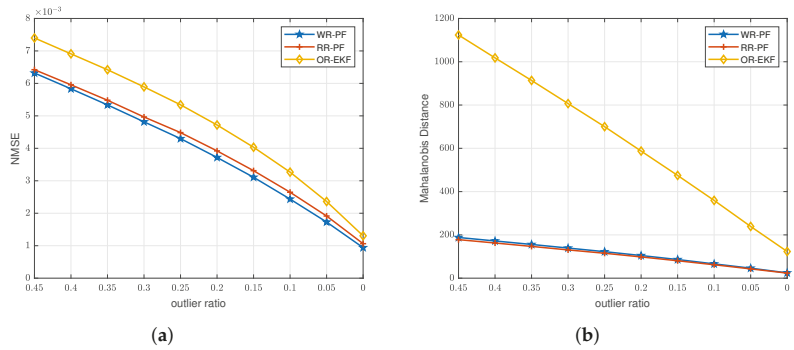 ×10⁻³
8
7
6
5
4
3
2
1
0
NMSE
0.45 0.4 0.35 0.3 0.25 0.2 0.15 0.1 0.05 0
outlier ratio
WR-PF
RR-PF
OR-EKF
(a)
1200
1000
800
600
400
200
0
Mahalanobis Distance
0.45 0.4 0.35 0.3 0.25 0.2 0.15 0.1 0.05 0
outlier ratio
WR-PF
RR-PF
OR-EKF
(b)